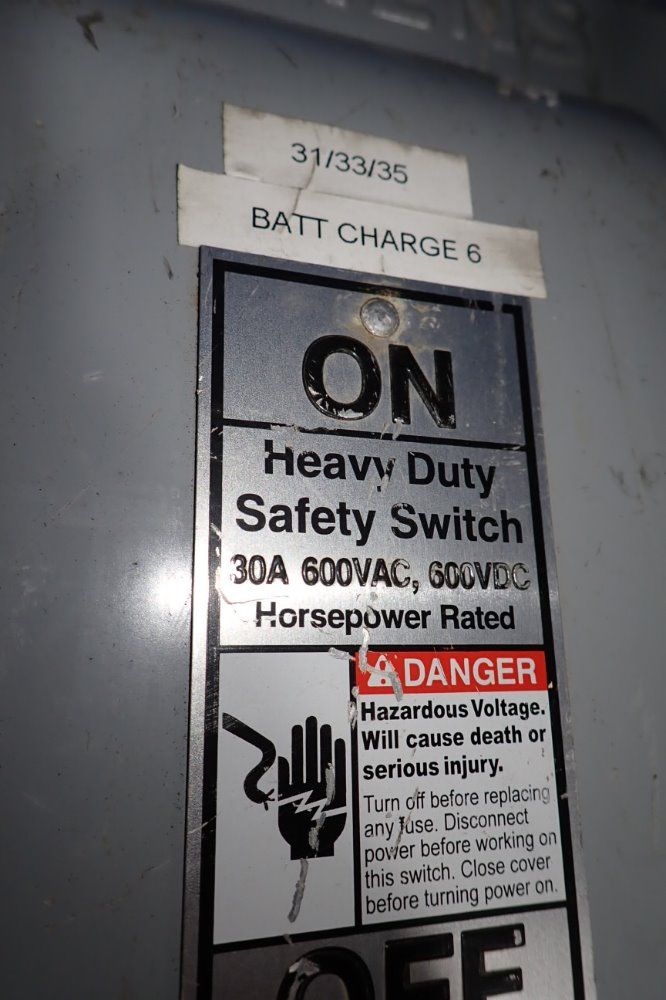 31/33/35
BATT CHARGE 6
ON
Heavy Duty
Safety Switch
30A 600VAC, 600VDC
Horsepower Rated
DANGER
Hazardous Voltage.
Will cause death or
serious injury.
Turn off before replacing
any fuse. Disconnect
power before working on
this switch. Close cover
before turning power on.
OFF